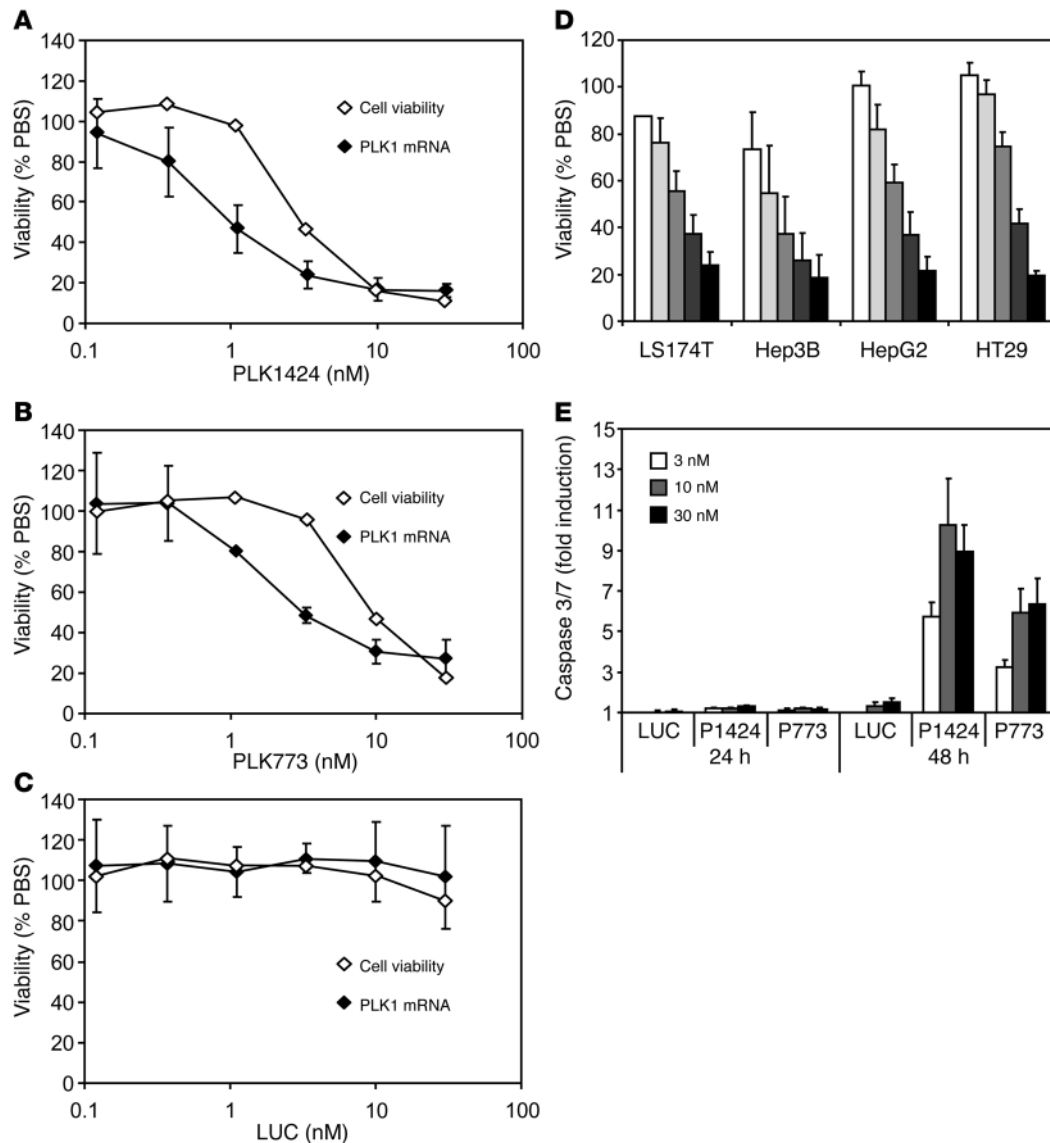 A
140
120
100
80
60
40
20
0
Viability (% PBS)
Cell viability
PLK1 mRNA
0.1 1 10 100
PLK1424 (nM)
B
140
120
100
80
60
40
20
0
Viability (% PBS)
Cell viability
PLK1 mRNA
0.1 1 10 100
PLK773 (nM)
C
140
120
100
80
60
40
20
0
Viability (% PBS)
Cell viability
PLK1 mRNA
0.1 1 10 100
LUC (nM)
D
120
100
80
60
40
20
0
Viability (% PBS)
LS174T Hep3B HepG2 HT29
E
15
13
11
9
7
5
3
1
Caspase 3/7 (fold induction)
3 nM
10 nM
30 nM
LUC P1424 P773 LUC P1424 P773
24 h 48 h